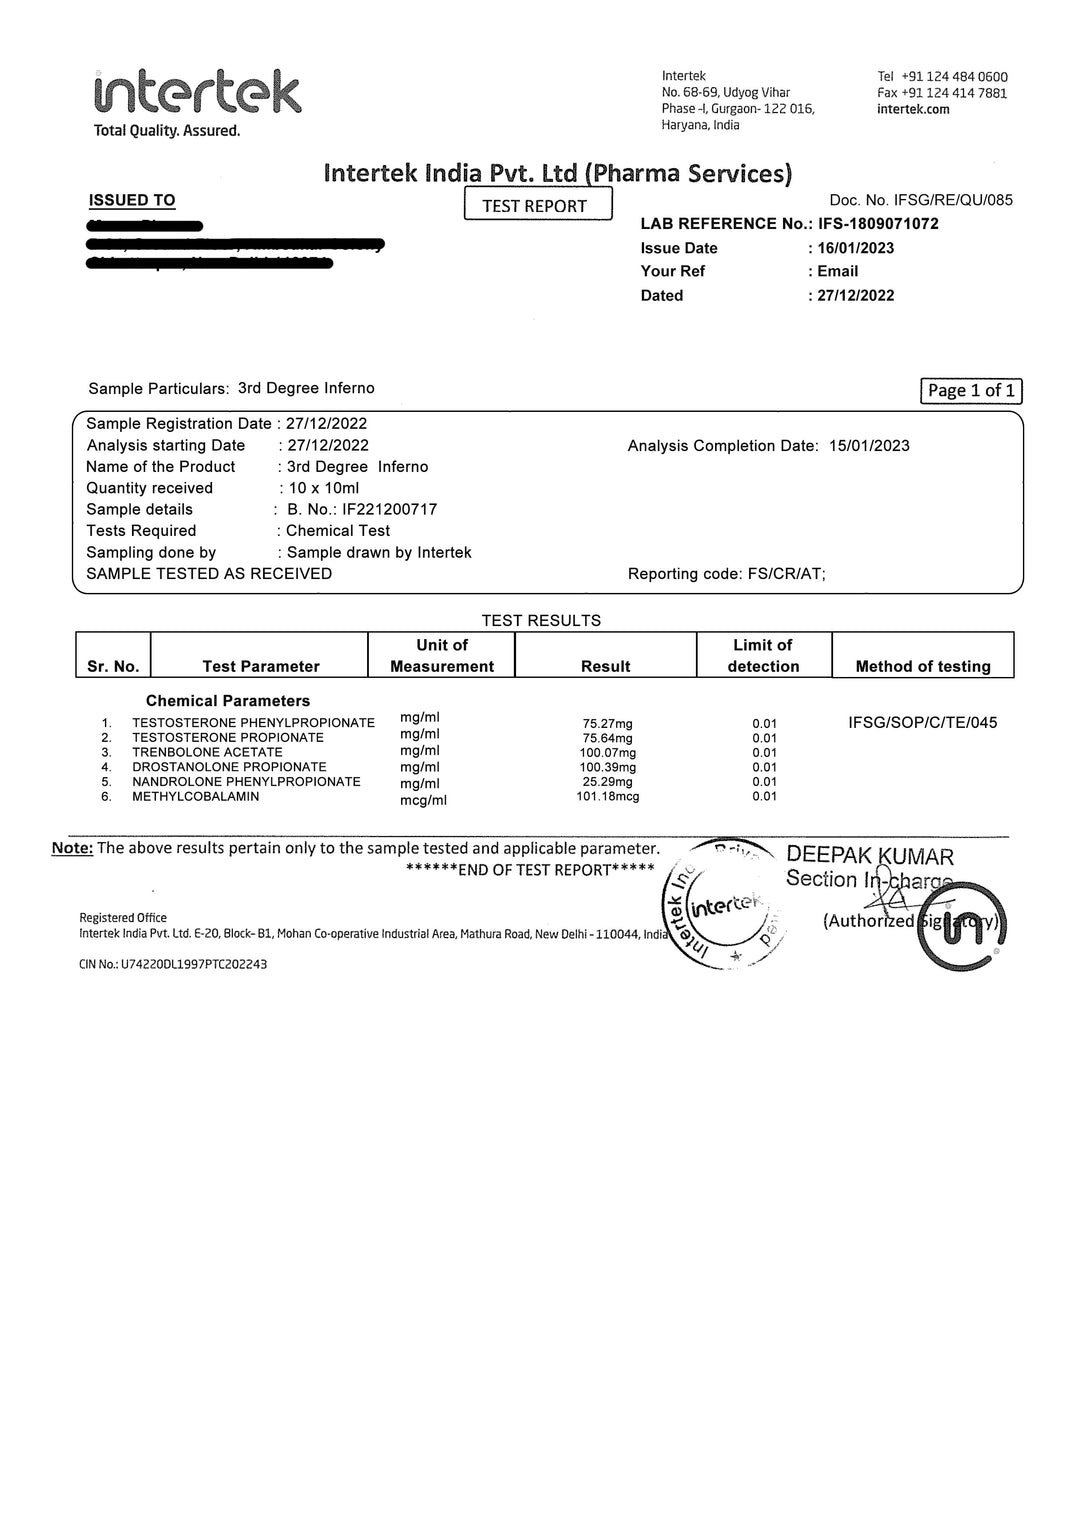 intertek
Total Quality. Assured.
Intertek
No. 68-69, Udyog Vihar
Phase -I, Gurgaon- 122 016,
Haryana, India
Tel +91 124 484 0600
Fax +91 124 414 7881
intertek.com
Intertek India Pvt. Ltd (Pharma Services)
ISSUED TO
TEST REPORT
Doc. No. IFSG/RE/QU/085
LAB REFERENCE No.: IFS-1809071072
Issue Date : 16/01/2023
Your Ref : Email
Dated : 27/12/2022
Sample Particulars: 3rd Degree Inferno
Page 1 of 1
Sample Registration Date : 27/12/2022
Analysis starting Date : 27/12/2022 Analysis Completion Date: 15/01/2023
Name of the Product : 3rd Degree Inferno
Quantity received : 10 x 10ml
Sample details : B. No.: IF221200717
Tests Required : Chemical Test
Sampling done by : Sample drawn by Intertek
SAMPLE TESTED AS RECEIVED Reporting code: FS/CR/AT;
TEST RESULTS
Sr. No. Test Parameter Unit of Measurement Result Limit of detection Method of testing
Chemical Parameters
1. TESTOSTERONE PHENYLPROPIONATE mg/ml 75.27mg 0.01 IFSG/SOP/C/TE/045
2. TESTOSTERONE PROPIONATE mg/ml 75.64mg 0.01
3. TRENBOLONE ACETATE mg/ml 100.07mg 0.01
4. DROSTANOLONE PROPIONATE mg/ml 100.39mg 0.01
5. NANDROLONE PHENYLPROPIONATE mg/ml 25.29mg 0.01
6. METHYLCOBALAMIN mcg/ml 101.18mcg 0.01
Note: The above results pertain only to the sample tested and applicable parameter.
******END OF TEST REPORT*****
DEEPAK KUMAR
Section In-charge
(Authorized Signatory)
Intertek
intertek
in
Registered Office
Intertek India Pvt. Ltd. E-20, Block- B1, Mohan Co-operative Industrial Area, Mathura Road, New Delhi - 110044, India
CIN No.: U74220DL1997PTC202243